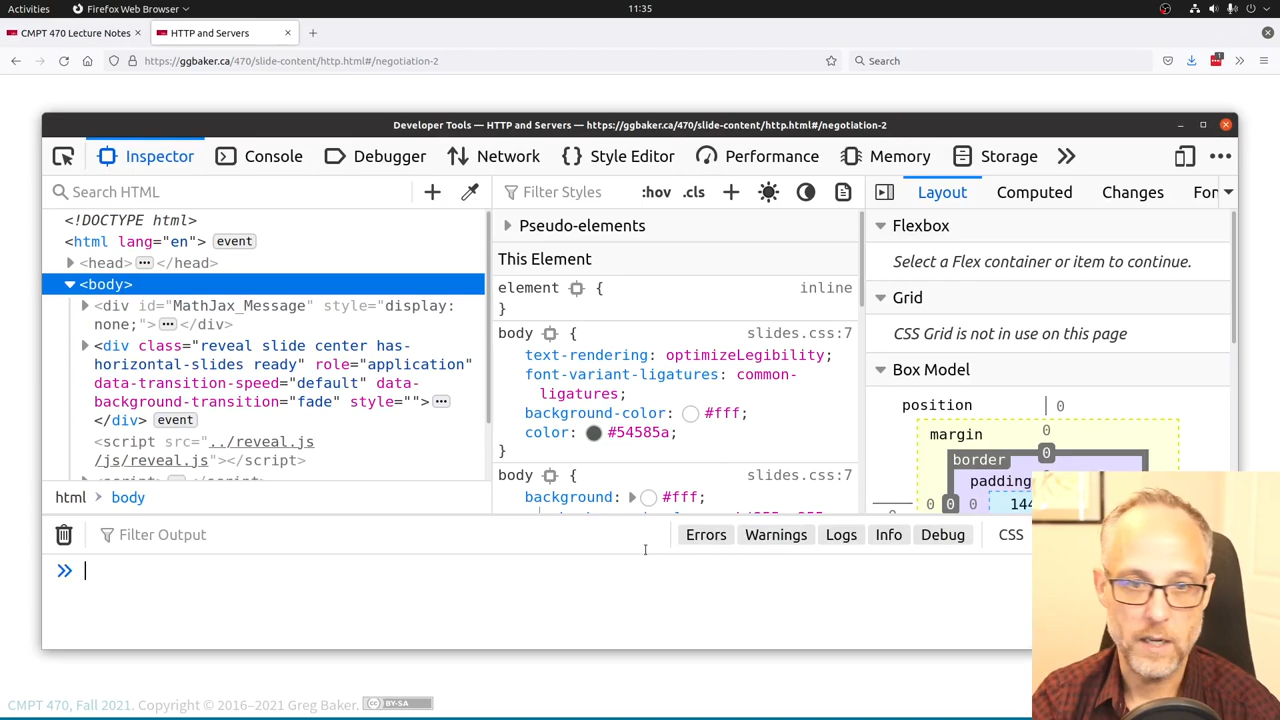 Activities
Firefox Web Browser
11:35
CMPT 470 Lecture Notes
HTTP and Servers
https://ggbaker.ca/470/slide-content/http.html#/negotiation-2
Search
1
Developer Tools — HTTP and Servers — https://ggbaker.ca/470/slide-content/http.html#/negotiation-2
Inspector
Console
Debugger
Network
Style Editor
Performance
Memory
Storage
Search HTML
<!DOCTYPE html>
<html lang="en"> event
<head> ••• </head>
<body>
<div id="MathJax_Message" style="display:
none;"> ••• </div>
<div class="reveal slide center has-
horizontal-slides ready" role="application"
data-transition-speed="default" data-
background-transition="fade" style=""> •••
</div> event
<script src="../reveal.js
/js/reveal.js"></script>
html
body
Filter Styles
:hov
.cls
Pseudo-elements
This Element
element {
inline
}
body {
slides.css:7
text-rendering: optimizeLegibility;
font-variant-ligatures: common-
ligatures;
background-color: #fff;
color: #54585a;
}
body {
slides.css:7
background: #fff;
Layout
Computed
Changes
For
Flexbox
Select a Flex container or item to continue.
Grid
CSS Grid is not in use on this page
Box Model
position
0
margin
0
border
0
padding
0
0
0
144
Filter Output
Errors
Warnings
Logs
Info
Debug
CSS
CMPT 470, Fall 2021. Copyright © 2016–2021 Greg Baker.
cc BY-SA